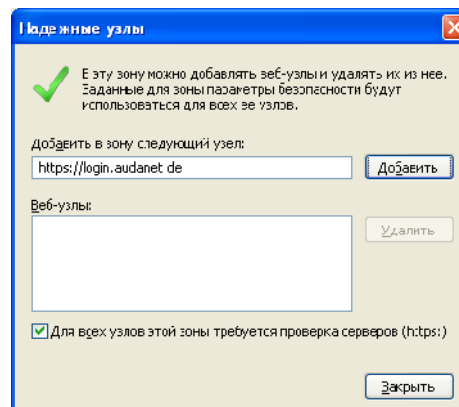 Надежные узлы
В эту зону можно добавлять веб-узлы и удалять их из нее.
Заданные для зоны параметры безопасности будут
использоваться для всех ее узлов.
Добавить в зону следующий узел:
https://login.audanet de
Добавить
Веб-узлы:
Удалить
Для всех узлов этой зоны требуется проверка серверов (https:)
Закрыть